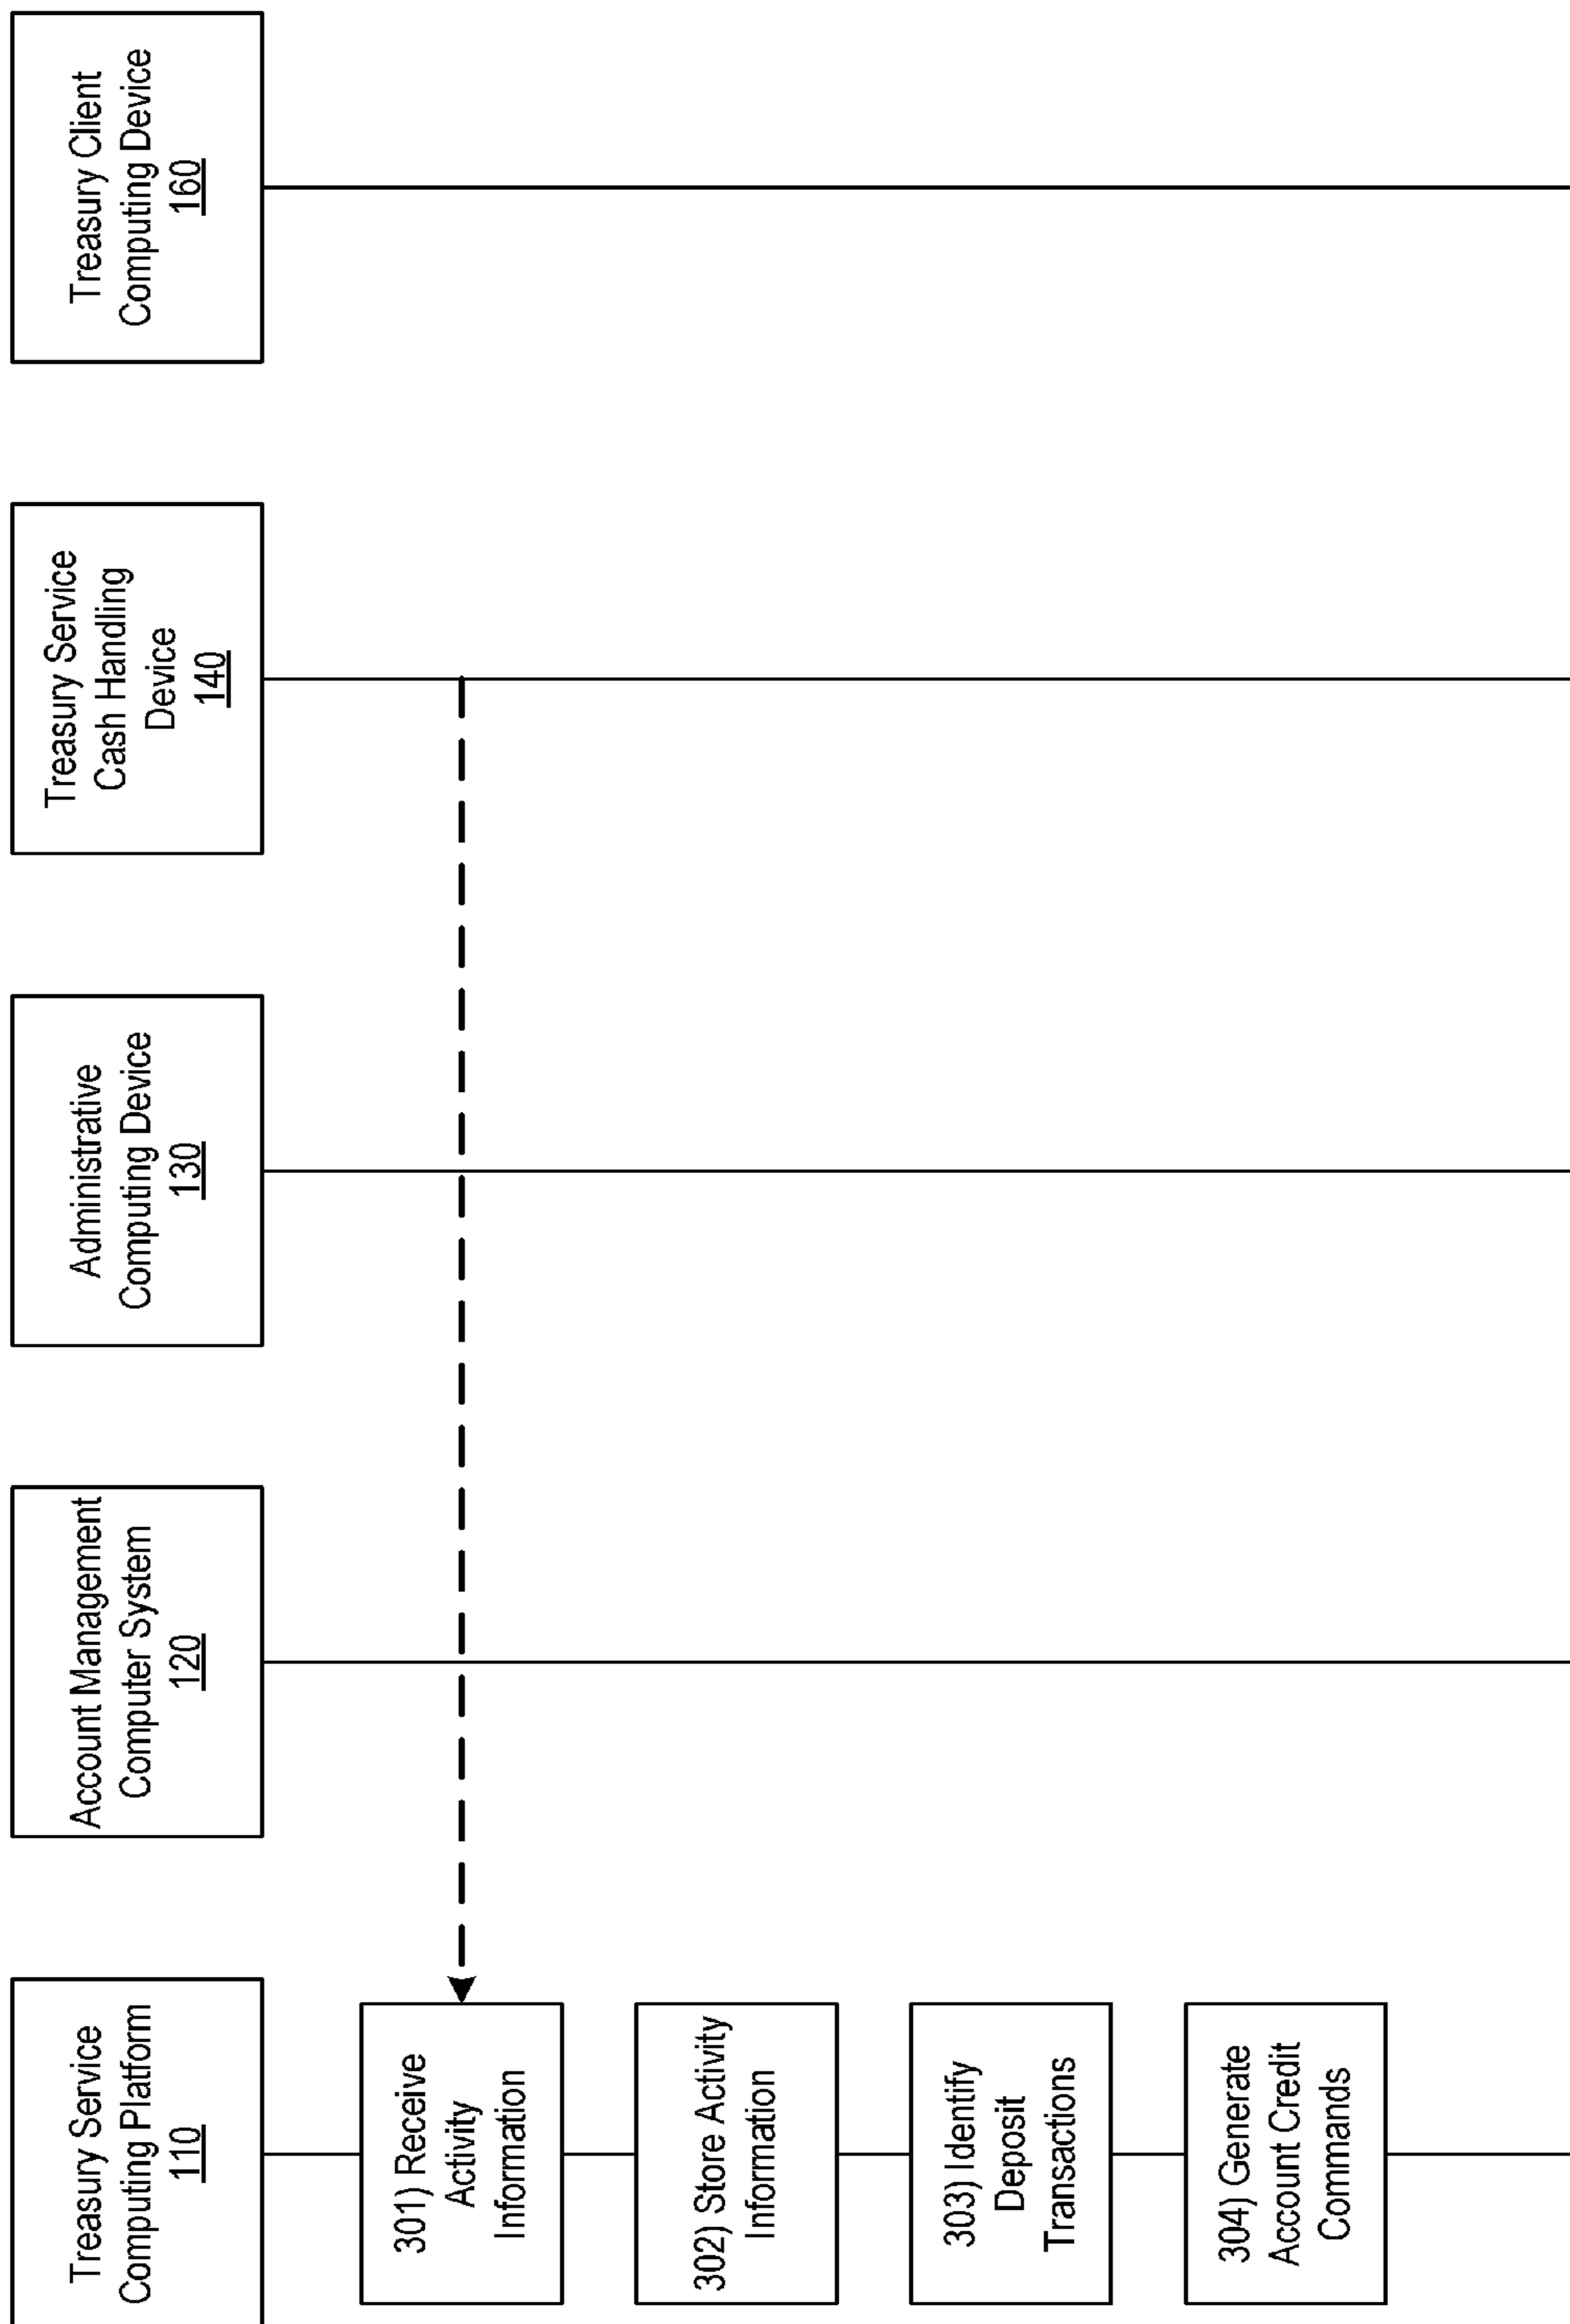 Treasury Service
Computing Platform
110
Account Management
Computer System
120
Administrative
Computing Device
130
Treasury Service
Cash Handling
Device
140
Treasury Client
Computing Device
160
301) Receive
Activity
Information
302) Store Activity
Information
303) Identify
Deposit
Transactions
304) Generate
Account Credit
Commands